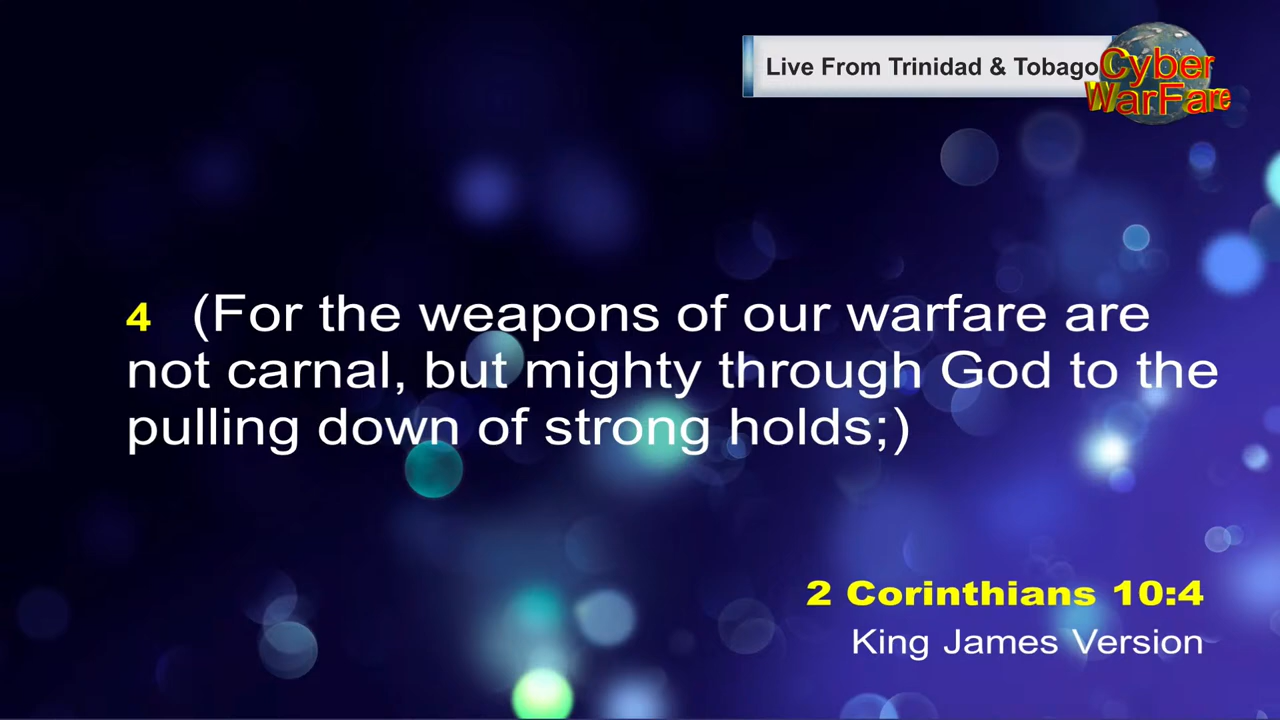 Live From Trinidad & Tobago
Cyber
WarFare
4 (For the weapons of our warfare are
not carnal, but mighty through God to the
pulling down of strong holds;)
2 Corinthians 10:4
King James Version